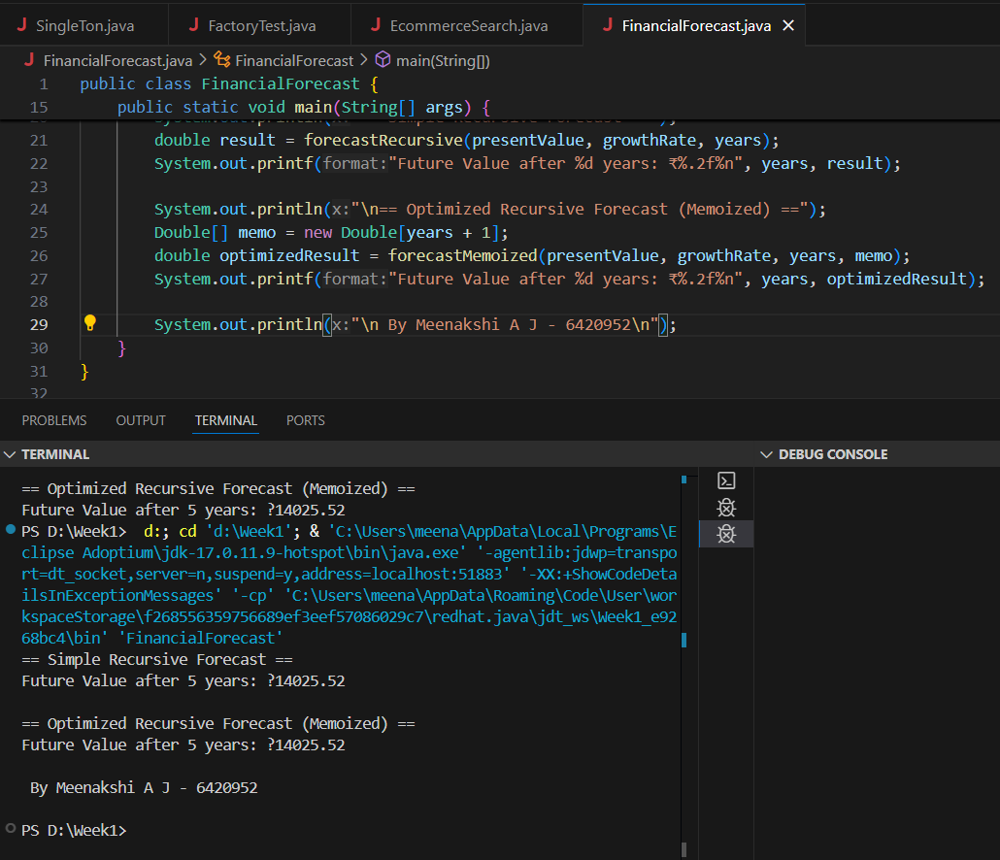 SingleTon.java FactoryTest.java EcommerceSearch.java FinancialForecast.java
FinancialForecast.java > FinancialForecast > main(String[])
1 public class FinancialForecast {
15 public static void main(String[] args) {
21 double result = forecastRecursive(presentValue, growthRate, years);
22 System.out.printf(format:"Future Value after %d years: ₹%.2f%n", years, result);
23
24 System.out.println(x:"\n== Optimized Recursive Forecast (Memoized) ==");
25 Double[] memo = new Double[years + 1];
26 double optimizedResult = forecastMemoized(presentValue, growthRate, years, memo);
27 System.out.printf(format:"Future Value after %d years: ₹%.2f%n", years, optimizedResult);
28
29 System.out.println(x:"\n By Meenakshi A J - 6420952\n");
30 }
31 }
32
PROBLEMS OUTPUT TERMINAL PORTS
TERMINAL DEBUG CONSOLE
== Optimized Recursive Forecast (Memoized) ==
Future Value after 5 years: ?14025.52
PS D:\Week1> d:; cd 'd:\Week1'; & 'C:\Users\meena\AppData\Local\Programs\E
clipse Adoptium\jdk-17.0.11.9-hotspot\bin\java.exe' '-agentlib:jdwp=transpo
rt=dt_socket,server=n,suspend=y,address=localhost:51883' '-XX:+ShowCodeDeta
ilsInExceptionMessages' '-cp' 'C:\Users\meena\AppData\Roaming\Code\User\wor
kspaceStorage\f268556359756689ef3eef57086029c7\redhat.java\jdt_ws\Week1_e92
68bc4\bin' 'FinancialForecast'
== Simple Recursive Forecast ==
Future Value after 5 years: ?14025.52
== Optimized Recursive Forecast (Memoized) ==
Future Value after 5 years: ?14025.52
By Meenakshi A J - 6420952
PS D:\Week1>